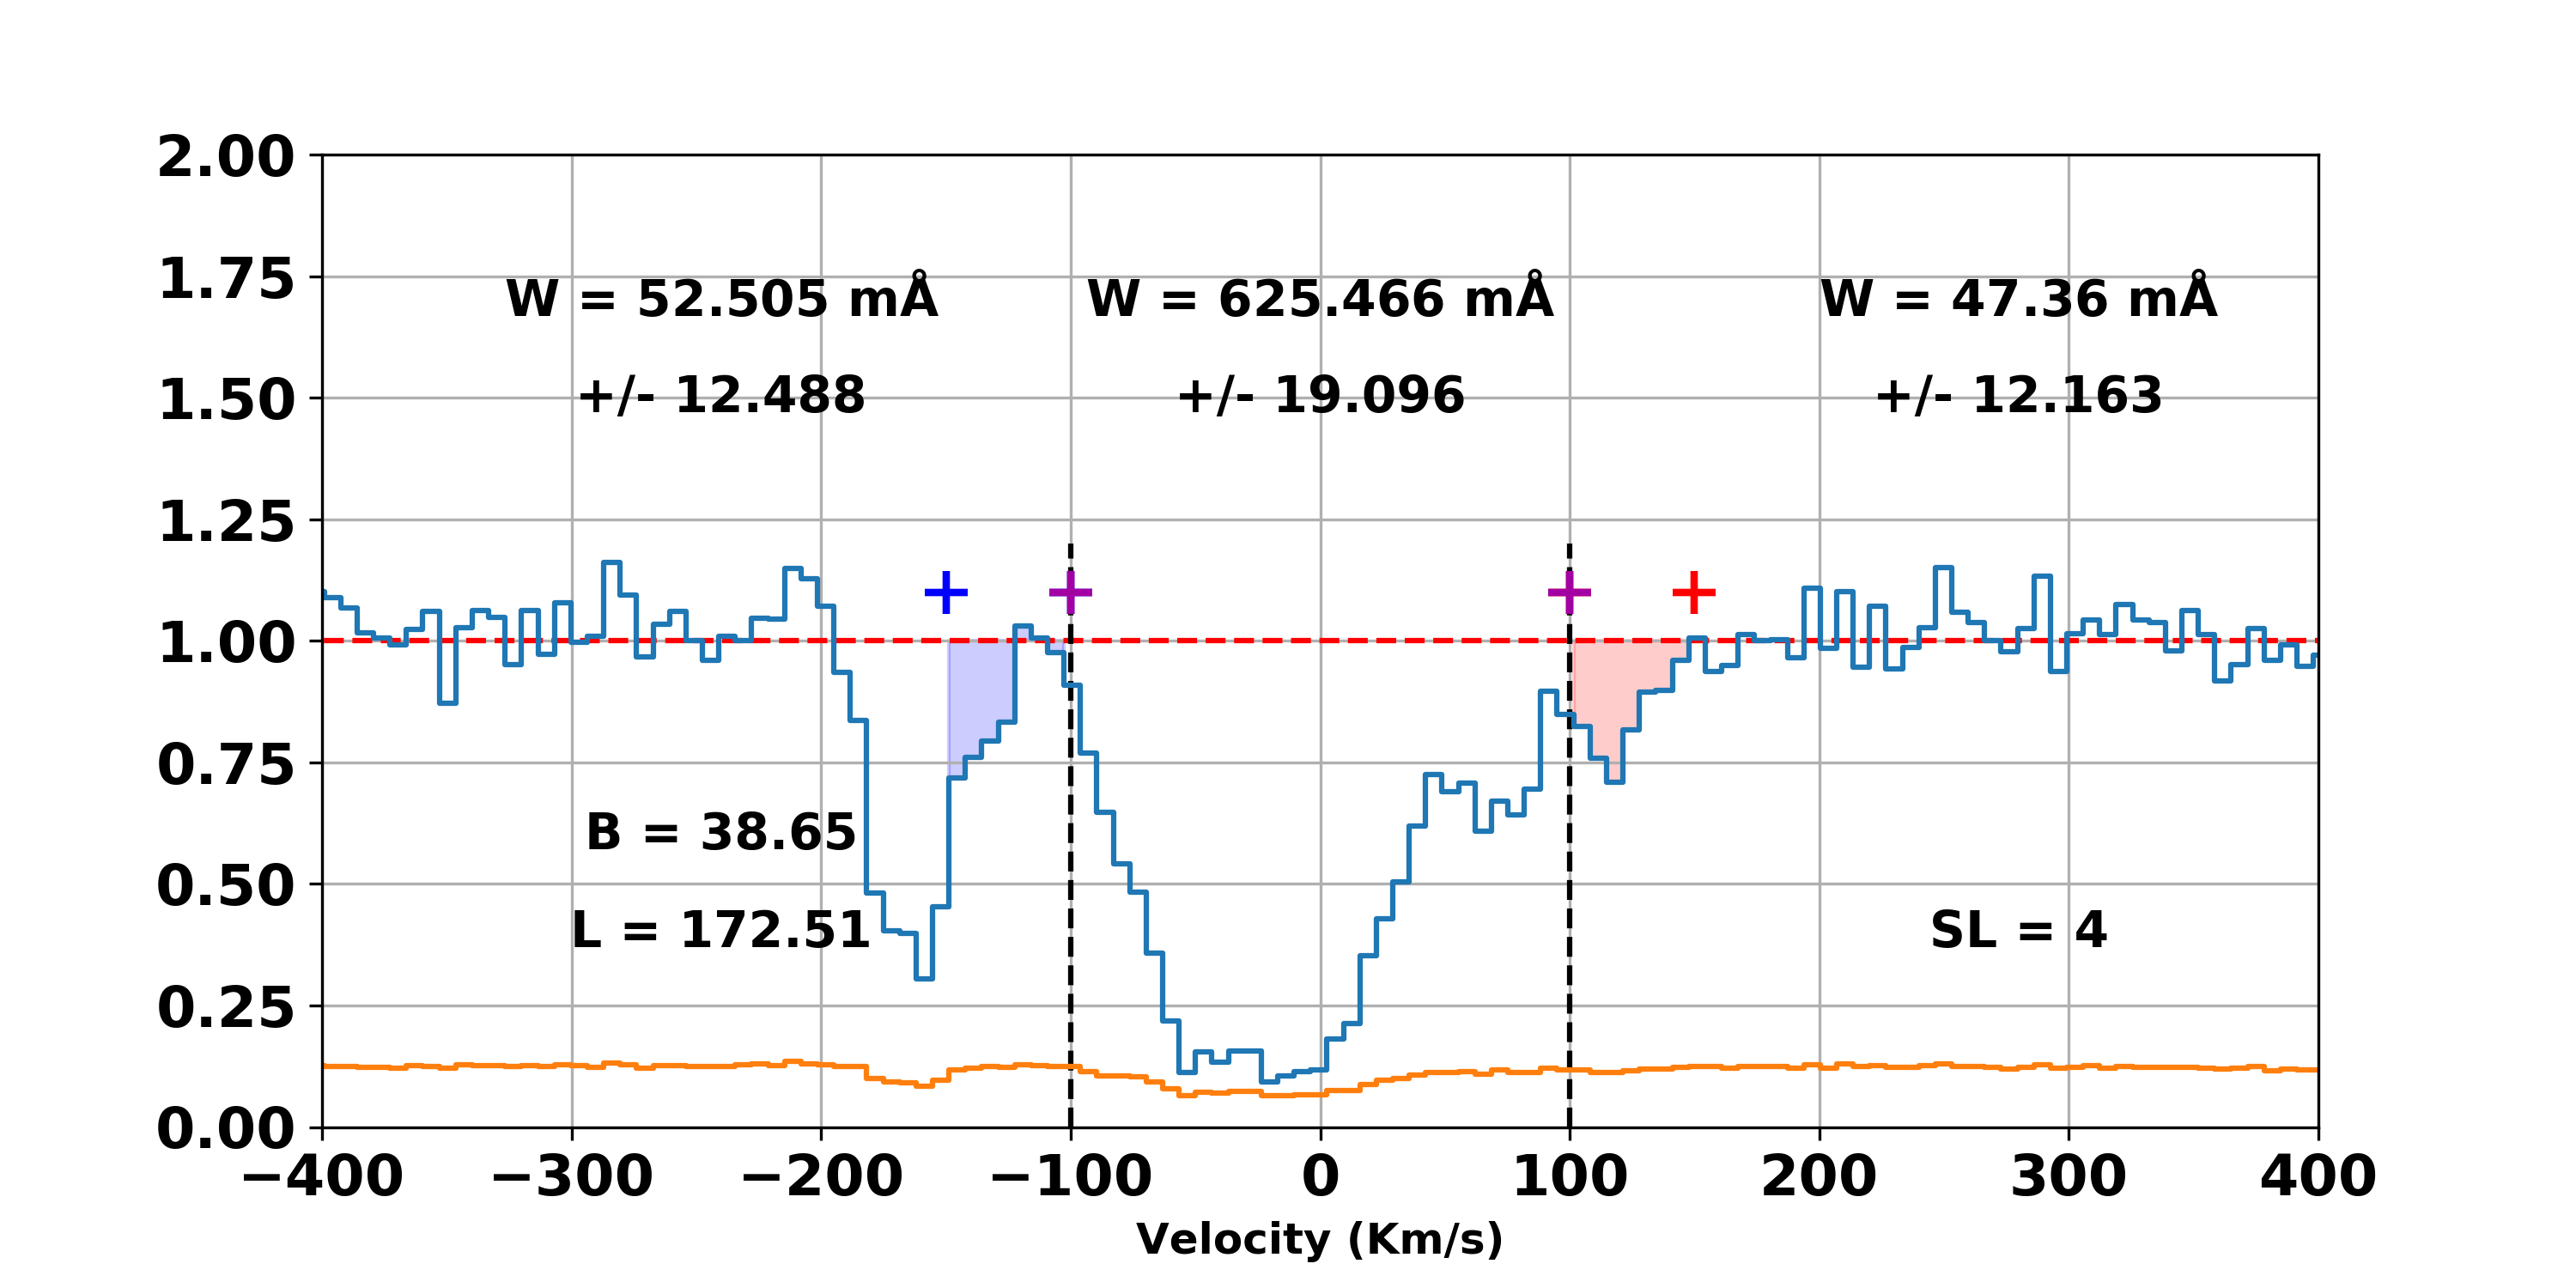 2.00
1.75
W = 52.505 mÅ W = 625.466 mÅ W = 47.36 mÅ
1.50
+/- 12.488 +/- 19.096 +/- 12.163
1.25
1.00
0.75
B = 38.65
0.50
L = 172.51 SL = 4
0.25
0.00
−400 −300 −200 −100 0 100 200 300 400
Velocity (Km/s)